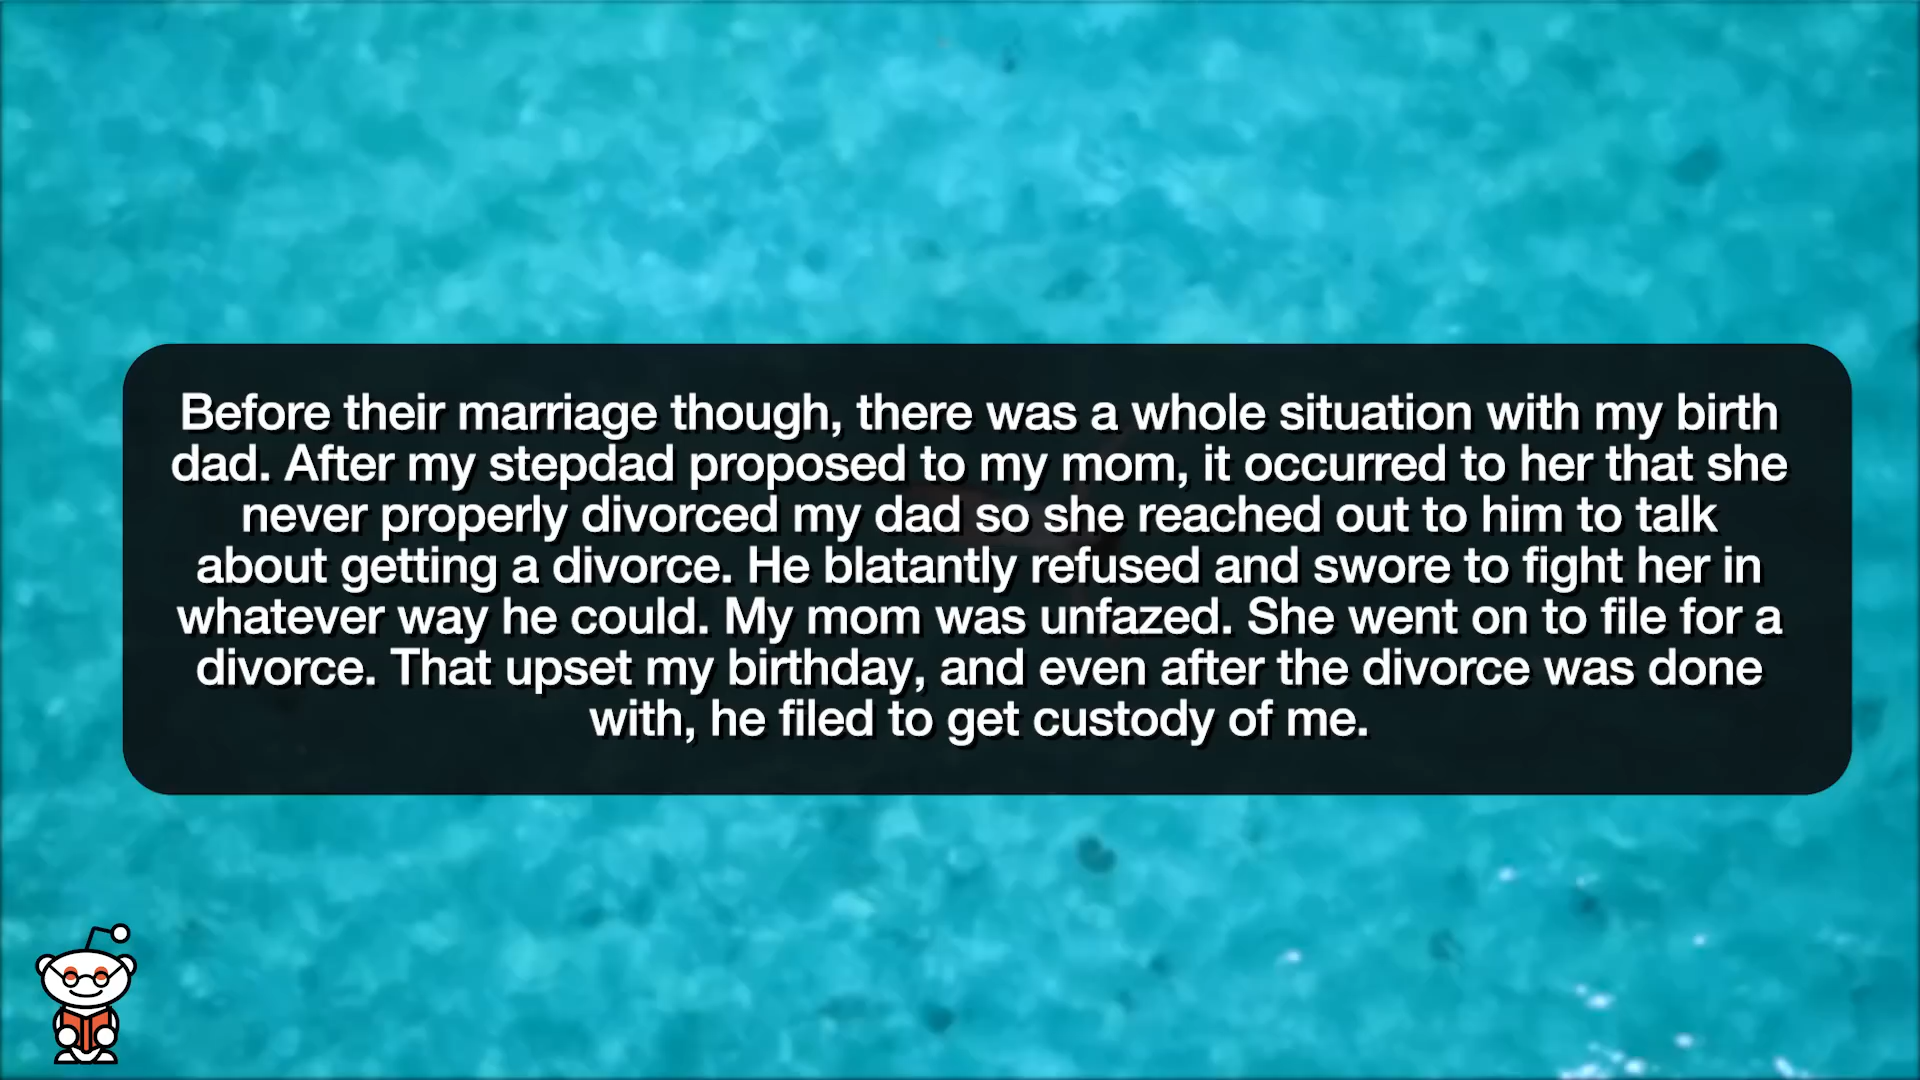 Before their marriage though, there was a whole situation with my birth
dad. After my stepdad proposed to my mom, it occurred to her that she
never properly divorced my dad so she reached out to him to talk
about getting a divorce. He blatantly refused and swore to fight her in
whatever way he could. My mom was unfazed. She went on to file for a
divorce. That upset my birthday, and even after the divorce was done
with, he filed to get custody of me.